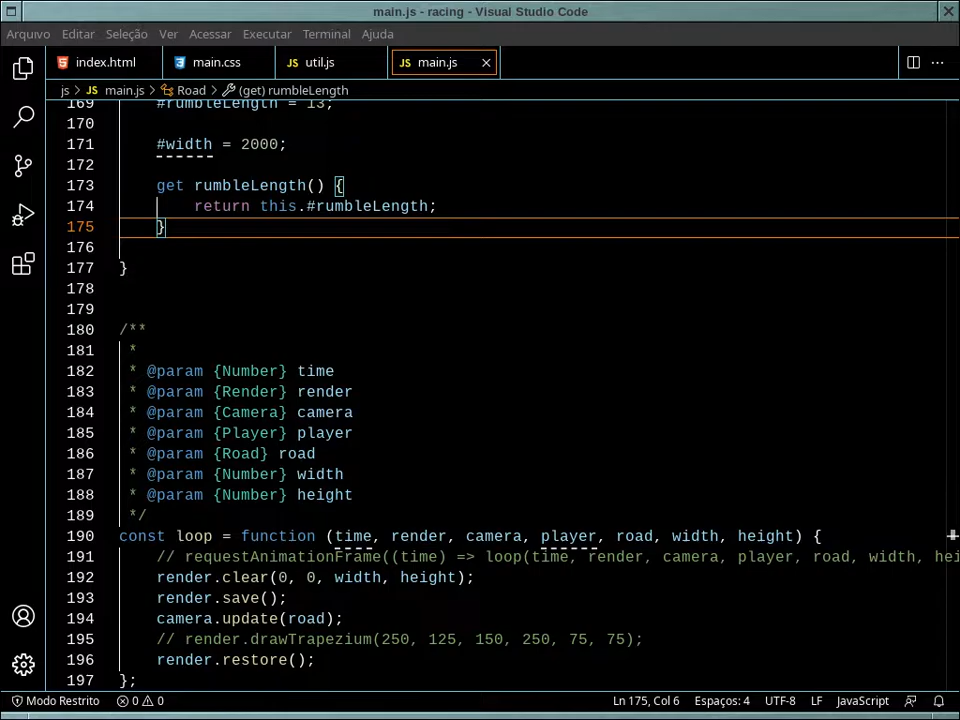 main.js - racing - Visual Studio Code
Arquivo Editar Seleção Ver Acessar Executar Terminal Ajuda
index.html main.css JS util.js JS main.js
js > JS main.js > Road > (get) rumbleLength
169 #rumbleLength = 13;
170
171 #width = 2000;
172
173 get rumbleLength() {
174 return this.#rumbleLength;
175 }
176
177 }
178
179
180 /**
181 *
182 * @param {Number} time
183 * @param {Render} render
184 * @param {Camera} camera
185 * @param {Player} player
186 * @param {Road} road
187 * @param {Number} width
188 * @param {Number} height
189 */
190 const loop = function (time, render, camera, player, road, width, height) {
191 // requestAnimationFrame((time) => loop(time, render, camera, player, road, width, hei
192 render.clear(0, 0, width, height);
193 render.save();
194 camera.update(road);
195 // render.drawTrapezium(250, 125, 150, 250, 75, 75);
196 render.restore();
197 };
Modo Restrito 0 0 Ln 175, Col 6 Espaços: 4 UTF-8 LF JavaScript